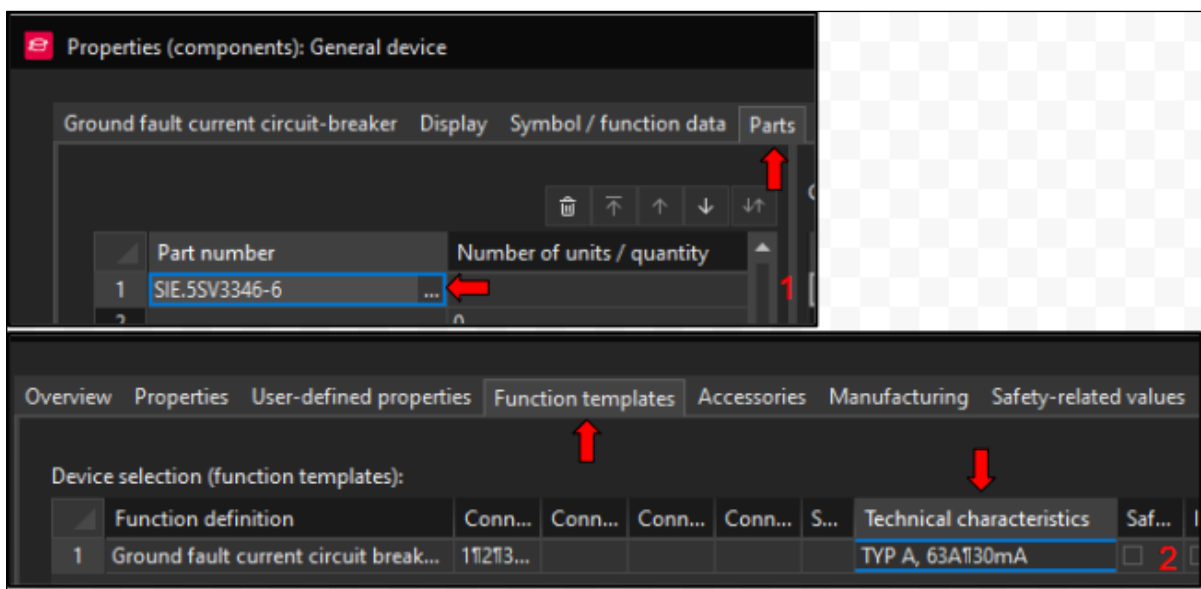 Properties (components): General device
Ground fault current circuit-breaker Display Symbol / function data Parts
Part number Number of units / quantity
1 SIE.5SV3346-6 ... 1
2 0
Overview Properties User-defined properties Function templates Accessories Manufacturing Safety-related values
Device selection (function templates):
Function definition Conn... Conn... Conn... Conn... S... Technical characteristics Saf...
1 Ground fault current circuit break... 1¶2¶3... TYP A, 63A¶30mA 2